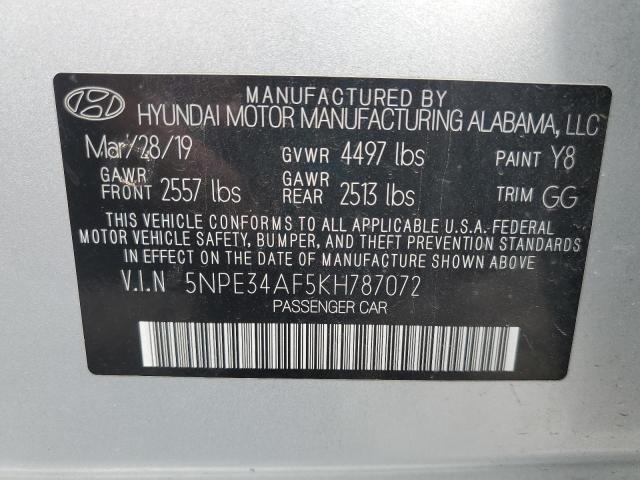 MANUFACTURED BY
HYUNDAI MOTOR MANUFACTURING ALABAMA, LLC
Mar/28/19 GVWR 4497 lbs PAINT Y8
GAWR FRONT 2557 lbs GAWR REAR 2513 lbs TRIM GG
THIS VEHICLE CONFORMS TO ALL APPLICABLE U.S.A-FEDERAL
MOTOR VEHICLE SAFETY, BUMPER, AND THEFT PREVENTION STANDARDS
IN EFFECT ON THE DATE OF MANUFACTURE SHOWN ABOVE.
V.I.N 5NPE34AF5KH787072
PASSENGER CAR